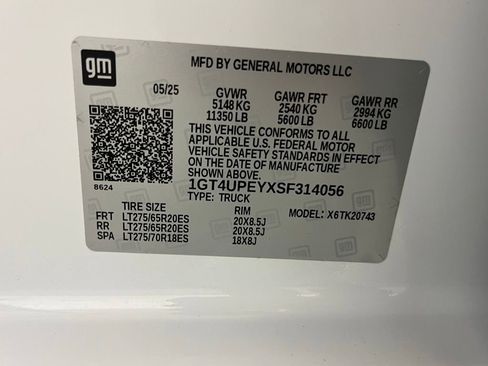 gm
MFD BY GENERAL MOTORS LLC
05/25
GVWR GAWR FRT GAWR RR
5148 KG 2540 KG 2994 KG
11350 LB 5600 LB 6600 LB
THIS VEHICLE CONFORMS TO ALL
APPLICABLE U.S. FEDERAL MOTOR
VEHICLE SAFETY STANDARDS IN
EFFECT ON THE DATE OF MANUFACTURE
SHOWN ABOVE.
8624
1GT4UPEYXSF314056
TYPE: TRUCK
TIRE SIZE RIM MODEL: X6TK20743
FRT LT275/65R20ES 20X8.5J
RR LT275/65R20ES 20X8.5J
SPA LT275/70R18ES 18X8J